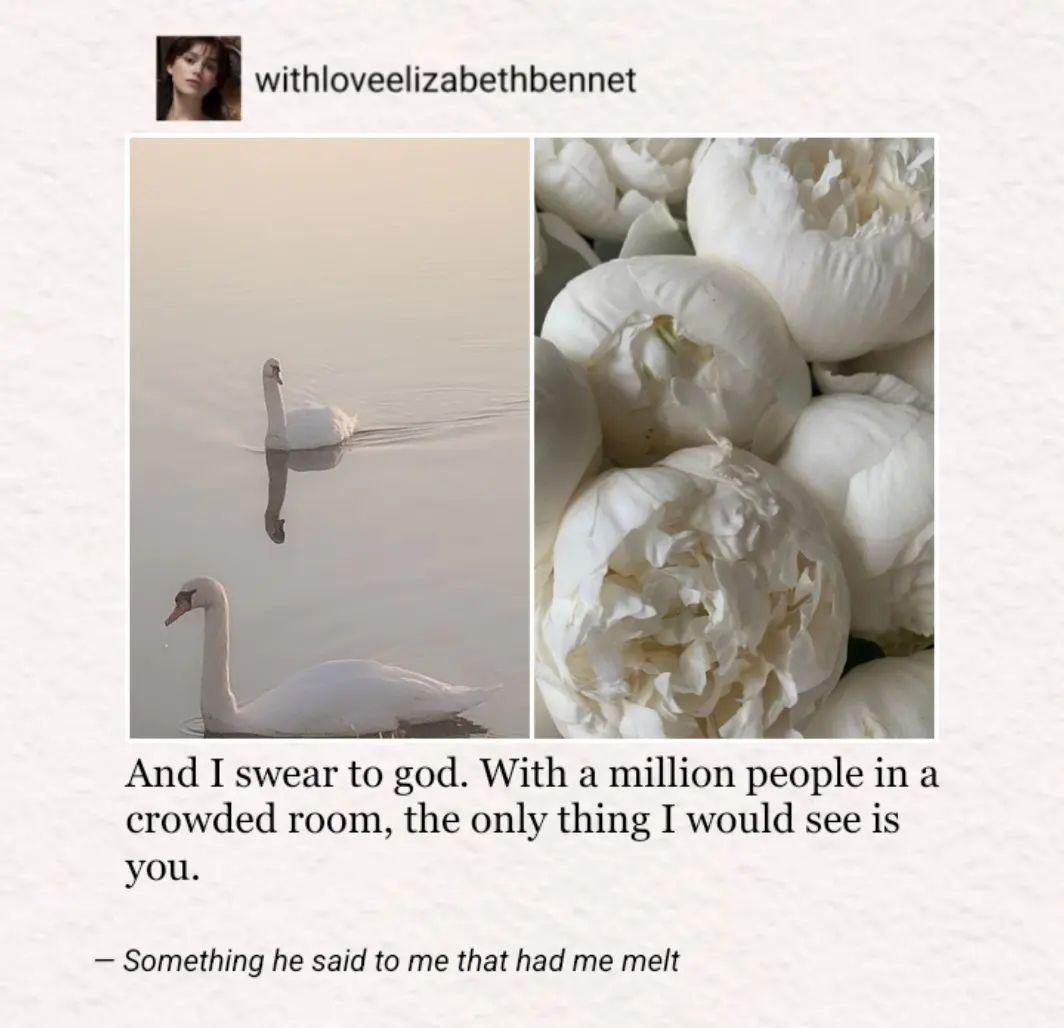 withloveelizabethbennet
And I swear to god. With a million people in a
crowded room, the only thing I would see is
you.
— Something he said to me that had me melt